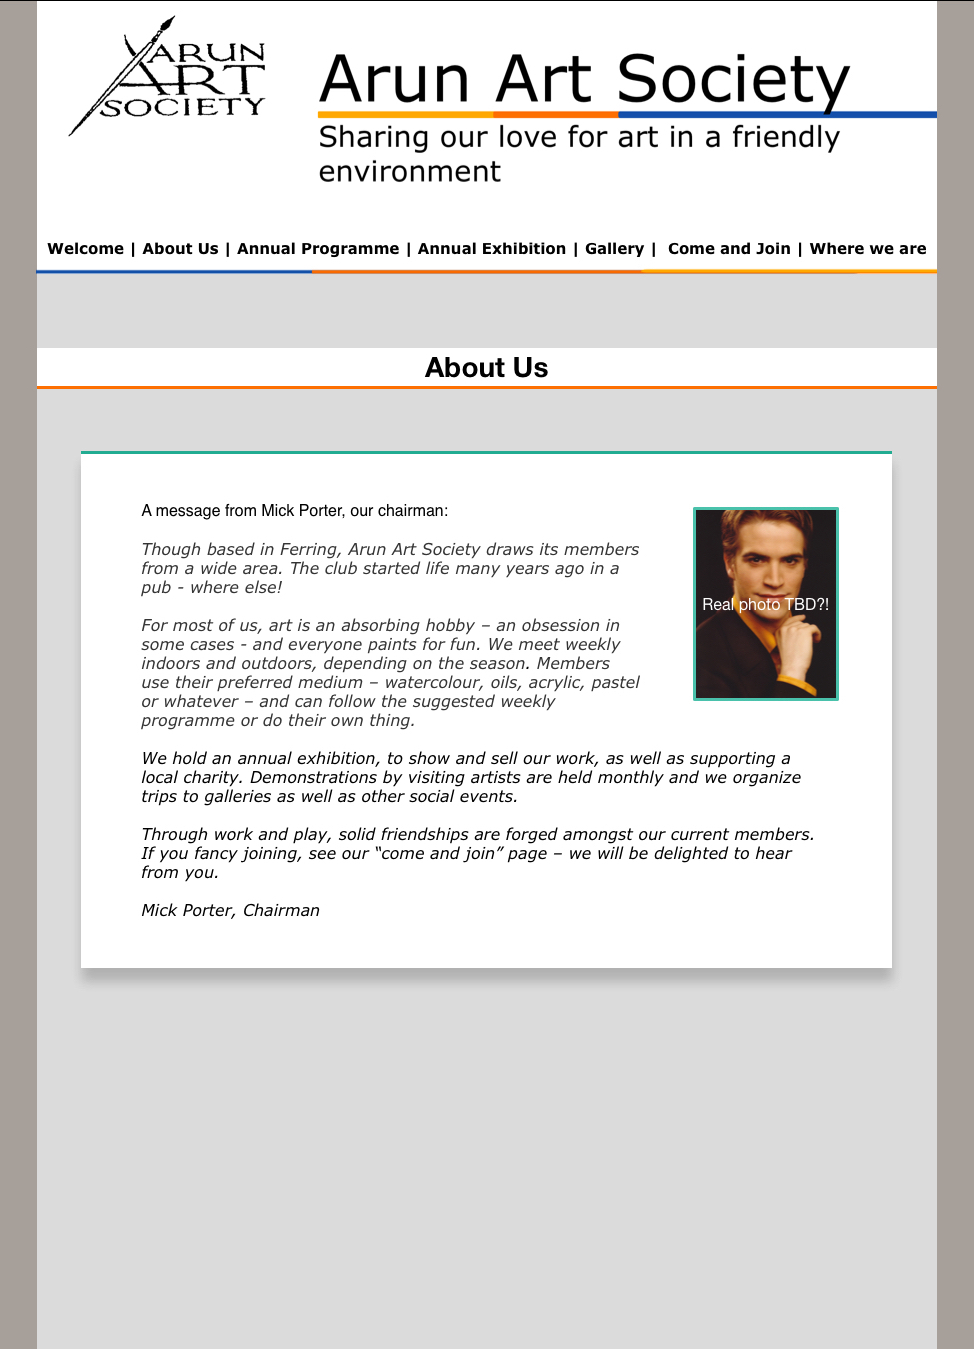 ARUN
ART
SOCIETY
Arun Art Society
Sharing our love for art in a friendly
environment
Welcome | About Us | Annual Programme | Annual Exhibition | Gallery |  Come and Join | Where we are
About Us
A message from Mick Porter, our chairman:
Though based in Ferring, Arun Art Society draws its members
from a wide area. The club started life many years ago in a
pub - where else!
For most of us, art is an absorbing hobby – an obsession in
some cases - and everyone paints for fun. We meet weekly
indoors and outdoors, depending on the season. Members
use their preferred medium – watercolour, oils, acrylic, pastel
or whatever – and can follow the suggested weekly
programme or do their own thing.
Real photo TBD?!
We hold an annual exhibition, to show and sell our work, as well as supporting a
local charity. Demonstrations by visiting artists are held monthly and we organize
trips to galleries as well as other social events.
Through work and play, solid friendships are forged amongst our current members.
If you fancy joining, see our “come and join” page – we will be delighted to hear
from you.
Mick Porter, Chairman